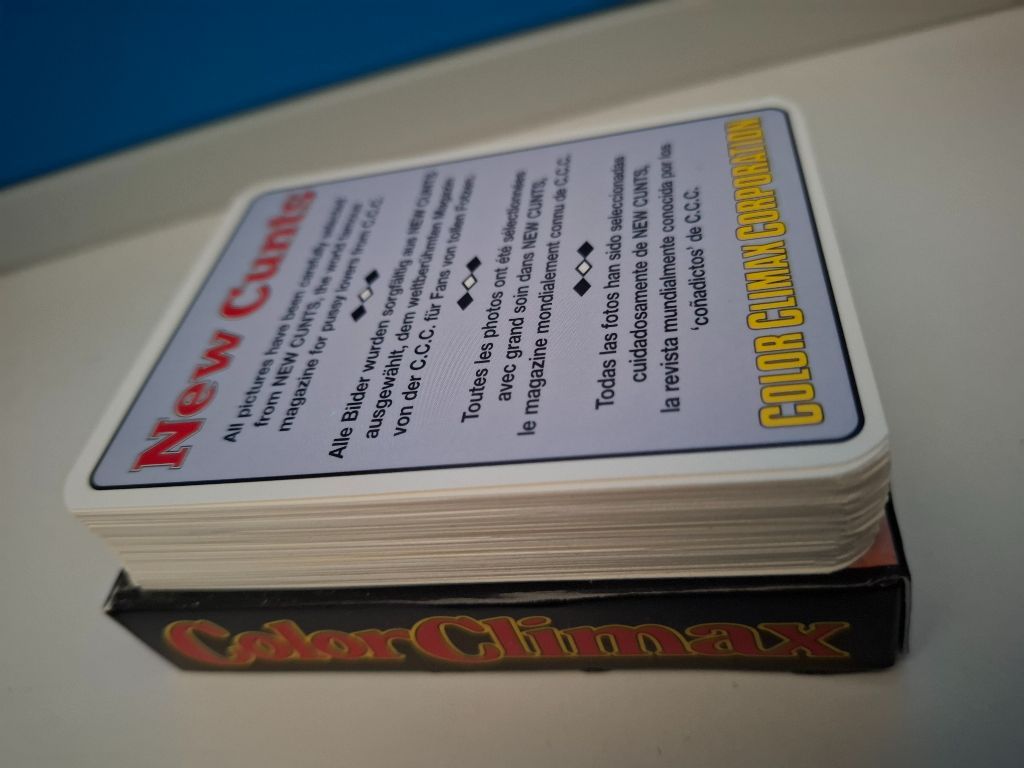 New Cunts
All pictures have been carefully selected
from NEW CUNTS, the world famous
magazine for pussy lovers from C.C.C.
Alle Bilder wurden sorgfältig aus NEW CUNTS
ausgewählt, dem weltberühmten Magazin
von der C.C.C. für Fans von tollen Fotzen.
Toutes les photos ont été sélectionnées
avec grand soin dans NEW CUNTS,
le magazine mondialement connu de C.C.C.
Todas las fotos han sido seleccionadas
cuidadosamente de NEW CUNTS,
la revista mundialmente conocida por los
'coñadictos' de C.C.C.
COLOR CLIMAX CORPORATION
Color Climax